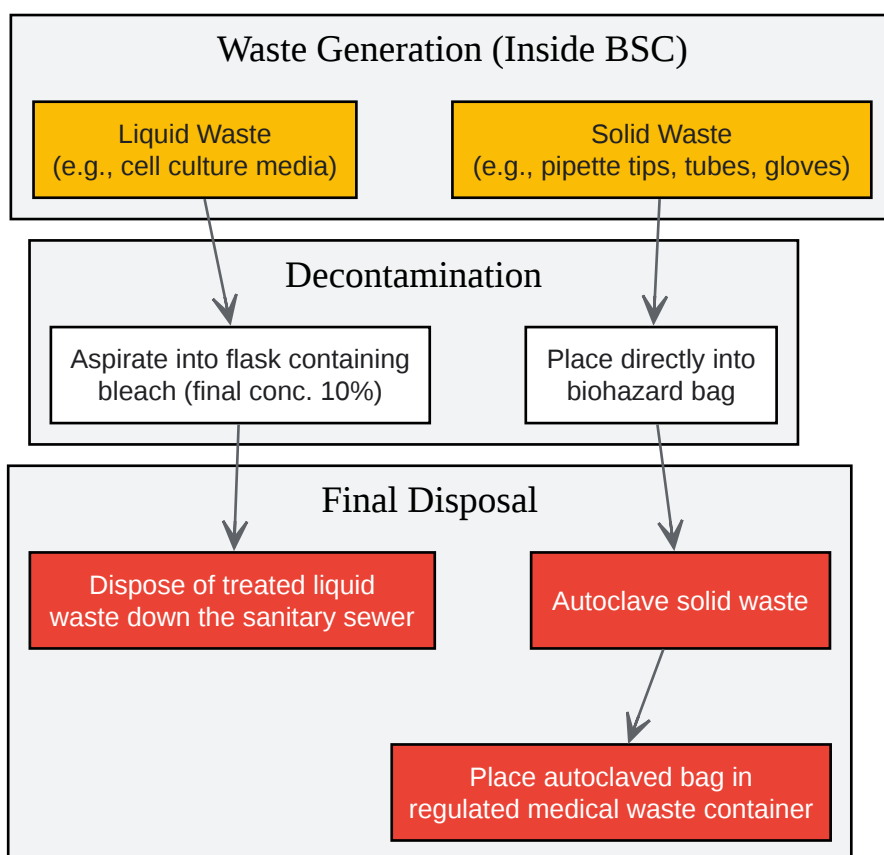 Waste Generation (Inside BSC)
Liquid Waste
(e.g., cell culture media)
Solid Waste
(e.g., pipette tips, tubes, gloves)
Decontamination
Aspirate into flask containing
bleach (final conc. 10%)
Place directly into
biohazard bag
Final Disposal
Dispose of treated liquid
waste down the sanitary sewer
Autoclave solid waste
Place autoclaved bag in
regulated medical waste container